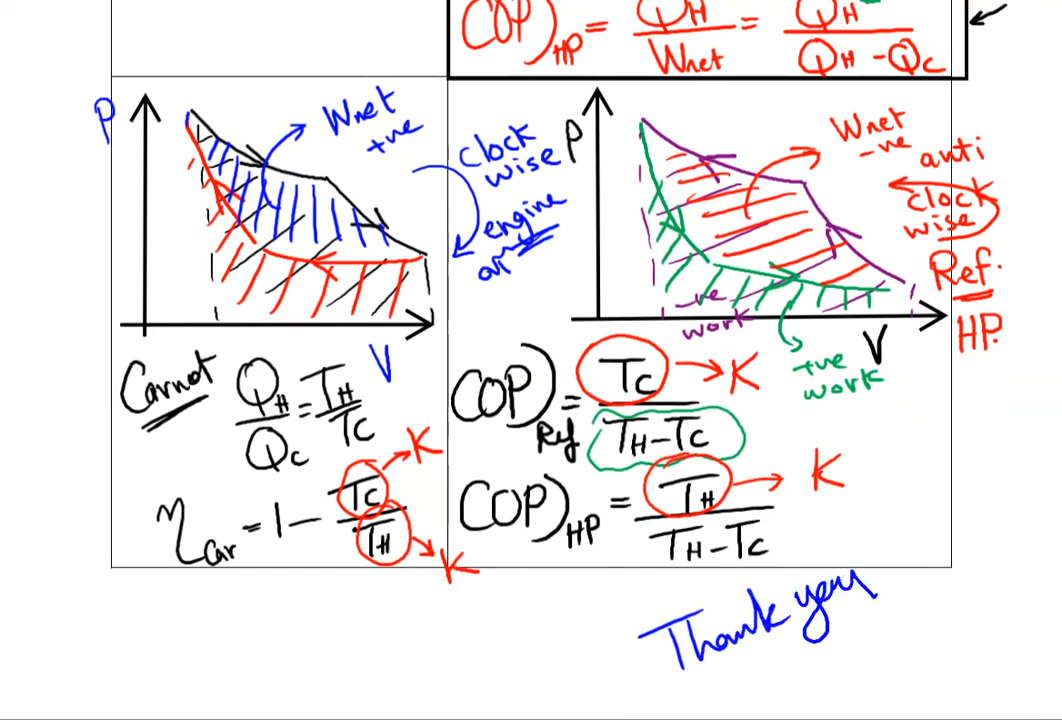 COP)HP = QH / Wnet = QH / QH - QC
P
Wnet
+ve
clock
wise
engine
V
P
Wnet
-ve
anti
clock
wise
Ref.
HP.
-ve
work
+ve
work
V
Carnot
QH / QC = TH / TC
ηcar = 1 - TC / TH
K
K
COP)Ref = TC / TH - TC
K
COP)HP = TH / TH - TC
K
Thank you